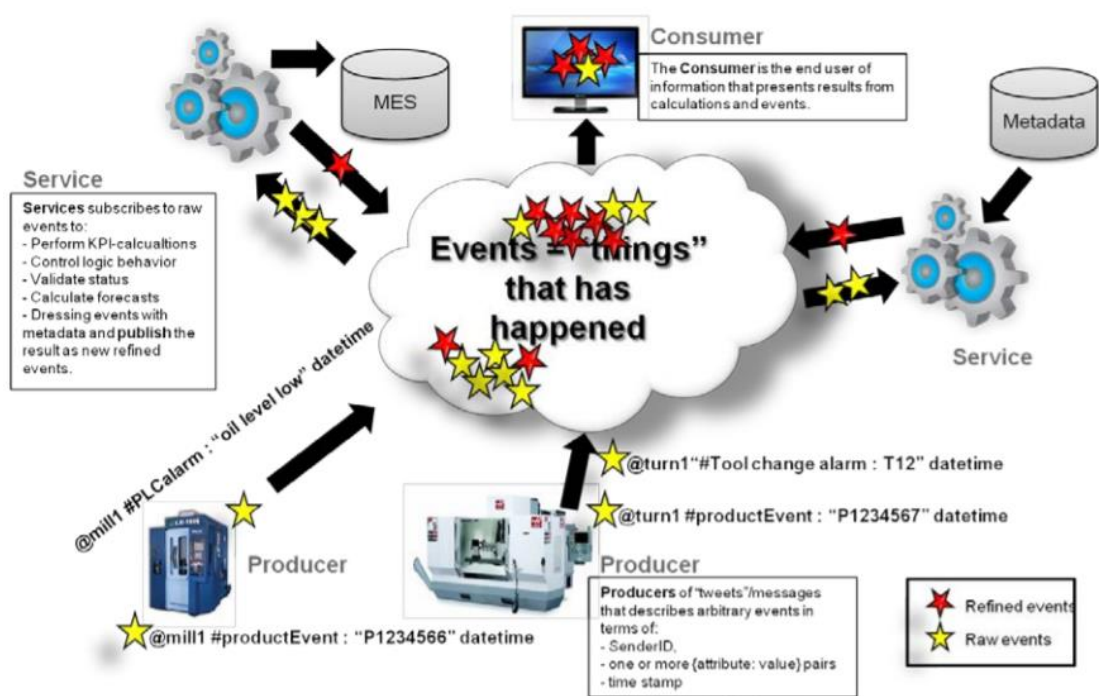 Consumer
The Consumer is the end user of
information that presents results from
calculations and events.
MES
Metadata
Service
Services subscribes to raw
events to:
- Perform KPI-calcualtions
- Control logic behavior
- Validate status
- Calculate forecasts
- Dressing events with
metadata and publish the
result as new refined
events.
Events = "things"
that has
happened
Service
@mill1 #PLCalarm : "oil level low" datetime
@turn1"#Tool change alarm : T12" datetime
@turn1 #productEvent : "P1234567" datetime
Producer
Producer
Producers of "tweets"/messages
that describes arbitrary events in
terms of:
- SenderID,
- one or more {attribute: value} pairs
- time stamp
@mill1 #productEvent : "P1234566" datetime
Refined events
Raw events